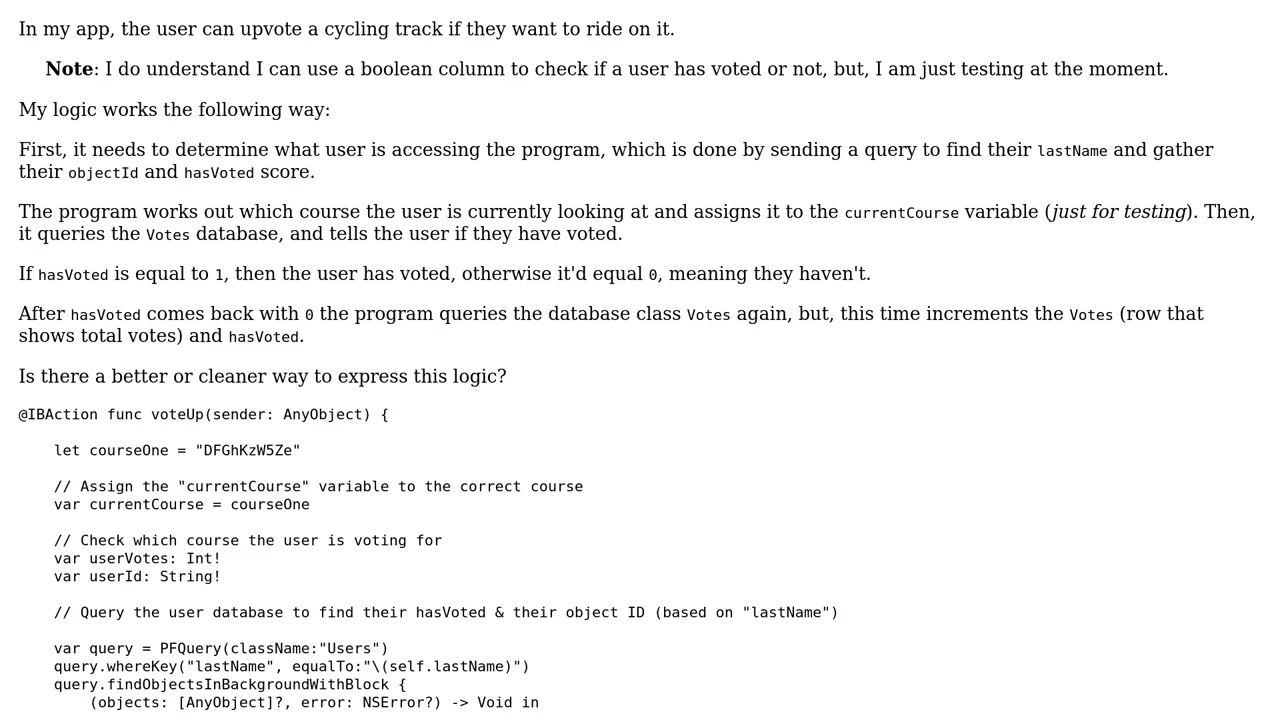 In my app, the user can upvote a cycling track if they want to ride on it.
Note: I do understand I can use a boolean column to check if a user has voted or not, but, I am just testing at the moment.
My logic works the following way:
First, it needs to determine what user is accessing the program, which is done by sending a query to find their lastName and gather
their objectId and hasVoted score.
The program works out which course the user is currently looking at and assigns it to the currentCourse variable (just for testing). Then,
it queries the Votes database, and tells the user if they have voted.
If hasVoted is equal to 1, then the user has voted, otherwise it'd equal 0, meaning they haven't.
After hasVoted comes back with 0 the program queries the database class Votes again, but, this time increments the Votes (row that
shows total votes) and hasVoted.
Is there a better or cleaner way to express this logic?
@IBAction func voteUp(sender: AnyObject) {
    let courseOne = "DFGhKzW5Ze"
    // Assign the "currentCourse" variable to the correct course
    var currentCourse = courseOne
    // Check which course the user is voting for
    var userVotes: Int!
    var userId: String!
    // Query the user database to find their hasVoted & their object ID (based on "lastName")
    var query = PFQuery(className:"Users")
    query.whereKey("lastName", equalTo:"\(self.lastName)")
    query.findObjectsInBackgroundWithBlock {
        (objects: [AnyObject]?, error: NSError?) -> Void in